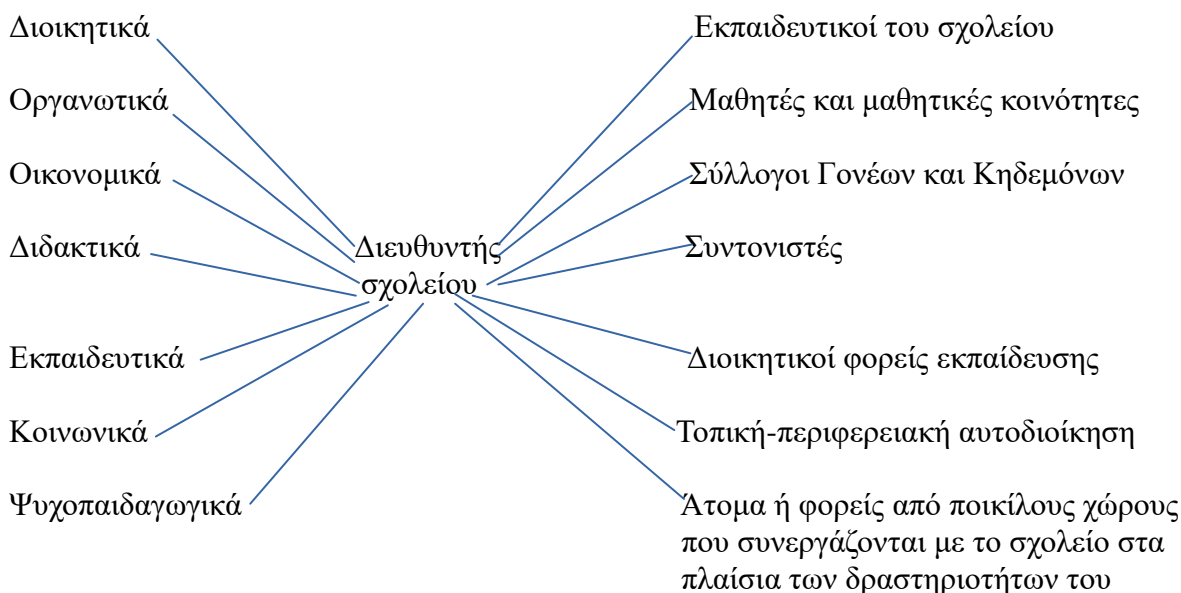 Διοικητικά
Οργανωτικά
Οικονομικά
Διδακτικά
Εκπαιδευτικά
Κοινωνικά
Ψυχοπαιδαγωγικά
Διευθυντής
σχολείου
Εκπαιδευτικοί του σχολείου
Μαθητές και μαθητικές κοινότητες
Σύλλογοι Γονέων και Κηδεμόνων
Συντονιστές
Διοικητικοί φορείς εκπαίδευσης
Τοπική-περιφερειακή αυτοδιοίκηση
Άτομα ή φορείς από ποικίλους χώρους
που συνεργάζονται με το σχολείο στα
πλαίσια των δραστηριοτήτων του